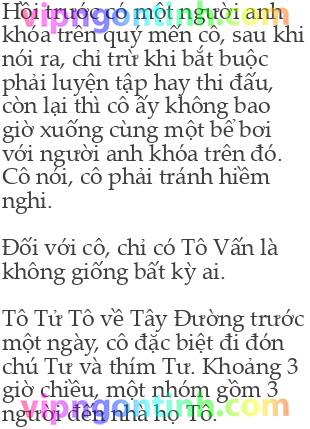 Hồi trước có một người anh
khóa trên quý mến cô, sau khi
nói ra, chỉ trừ khi bắt buộc
phải luyện tập hay thi đấu,
còn lại thì cô ấy không bao
giờ xuống cùng một bể bơi
với người anh khóa trên đó.
Cô nói, cô phải tránh hiềm
nghi.

Đối với cô, chỉ có Tô Vấn là
không giống bất kỳ ai.

Tô Tử Tô về Tây Đường trước
một ngày, cô đặc biệt đi đón
chú Tư và thím Tư. Khoảng 3
giờ chiều, một nhóm gồm 3
người đến nhà họ Tô.
vipngontinh.com
vipngontinh.com
vipngontinh.com